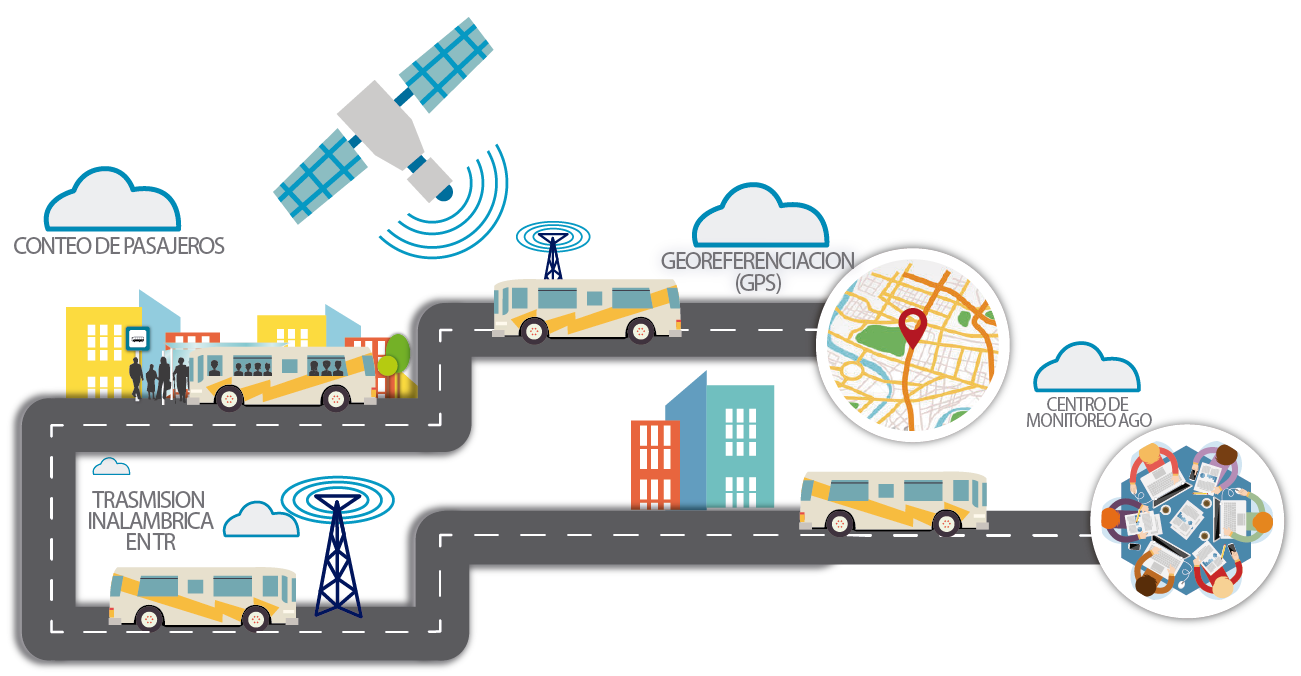 CONTEO DE PASAJEROS
GEOREFERENCIACION
(GPS)
CENTRO DE
MONITOREO AGO
TRASMISION
INALAMBRICA
EN TR